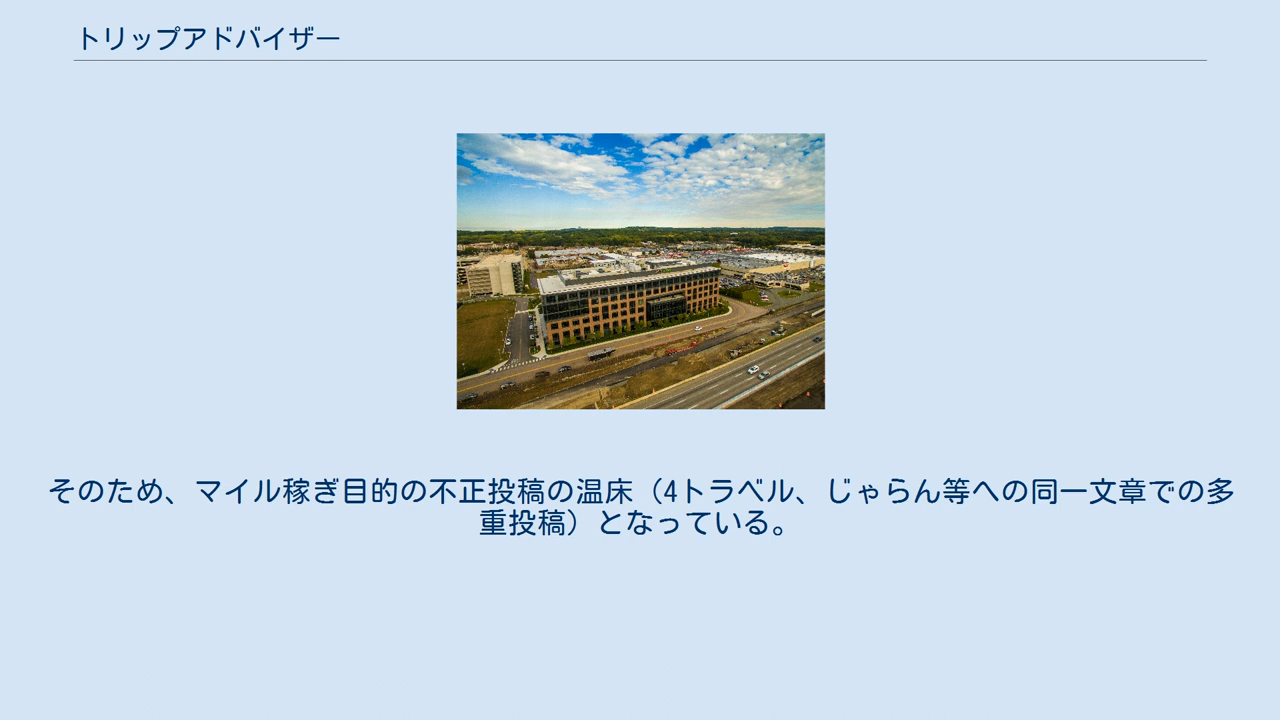 トリップアドバイザー
そのため、マイル稼ぎ目的の不正投稿の温床（4トラベル、じゃらん等への同一文章での多
重投稿）となっている。